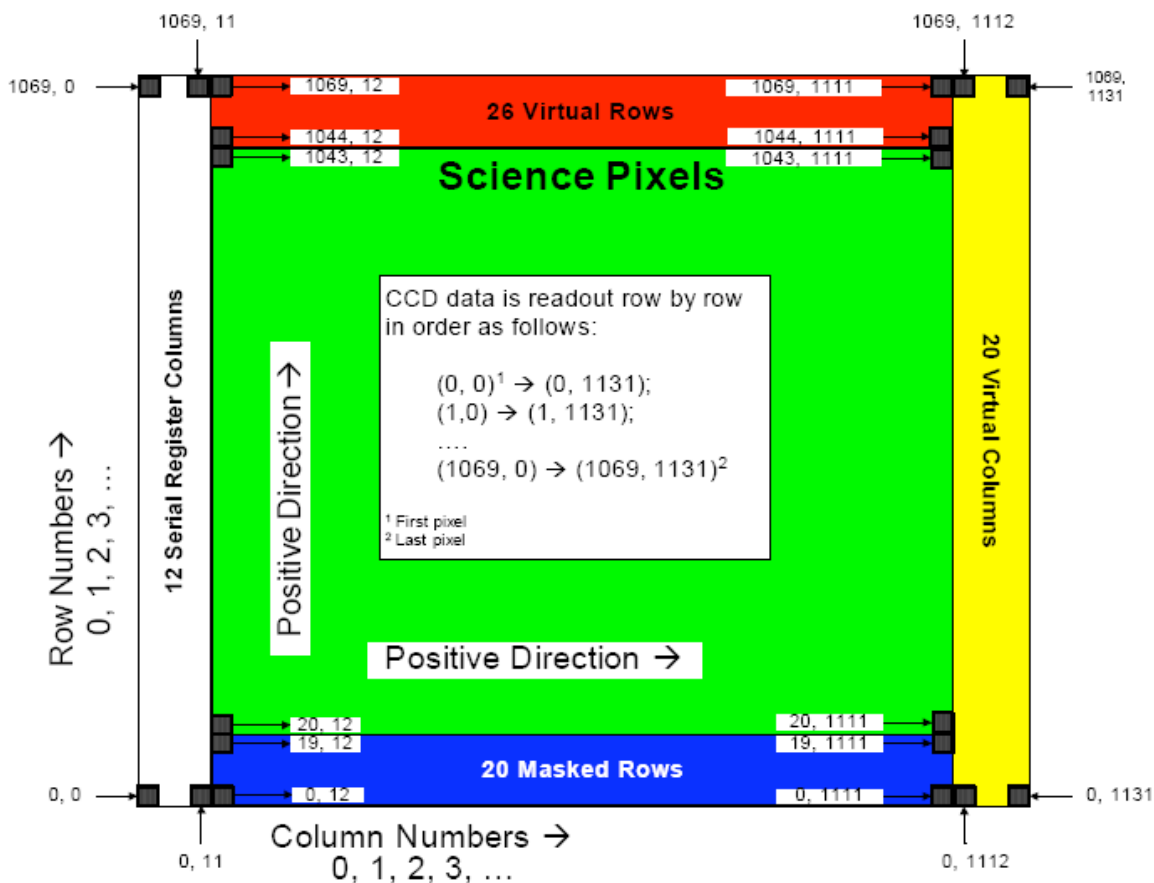 1069, 11
1069, 1112
1069, 0
1069, 12
1069, 1111
1069,
1131
26 Virtual Rows
1044, 12
1044, 1111
1043, 12
1043, 1111
Science Pixels
CCD data is readout row by row
in order as follows:
(0, 0)¹ → (0, 1131);
(1,0) → (1, 1131);
....
(1069, 0) → (1069, 1131)²
¹ First pixel
² Last pixel
Row Numbers →
0, 1, 2, 3, …
12 Serial Register Columns
Positive Direction →
20 Virtual Columns
Positive Direction →
20, 12
20, 1111
19, 12
19, 1111
20 Masked Rows
0, 0
0, 12
0, 1111
0, 1131
Column Numbers →
0, 1, 2, 3, …
0, 11
0, 1112